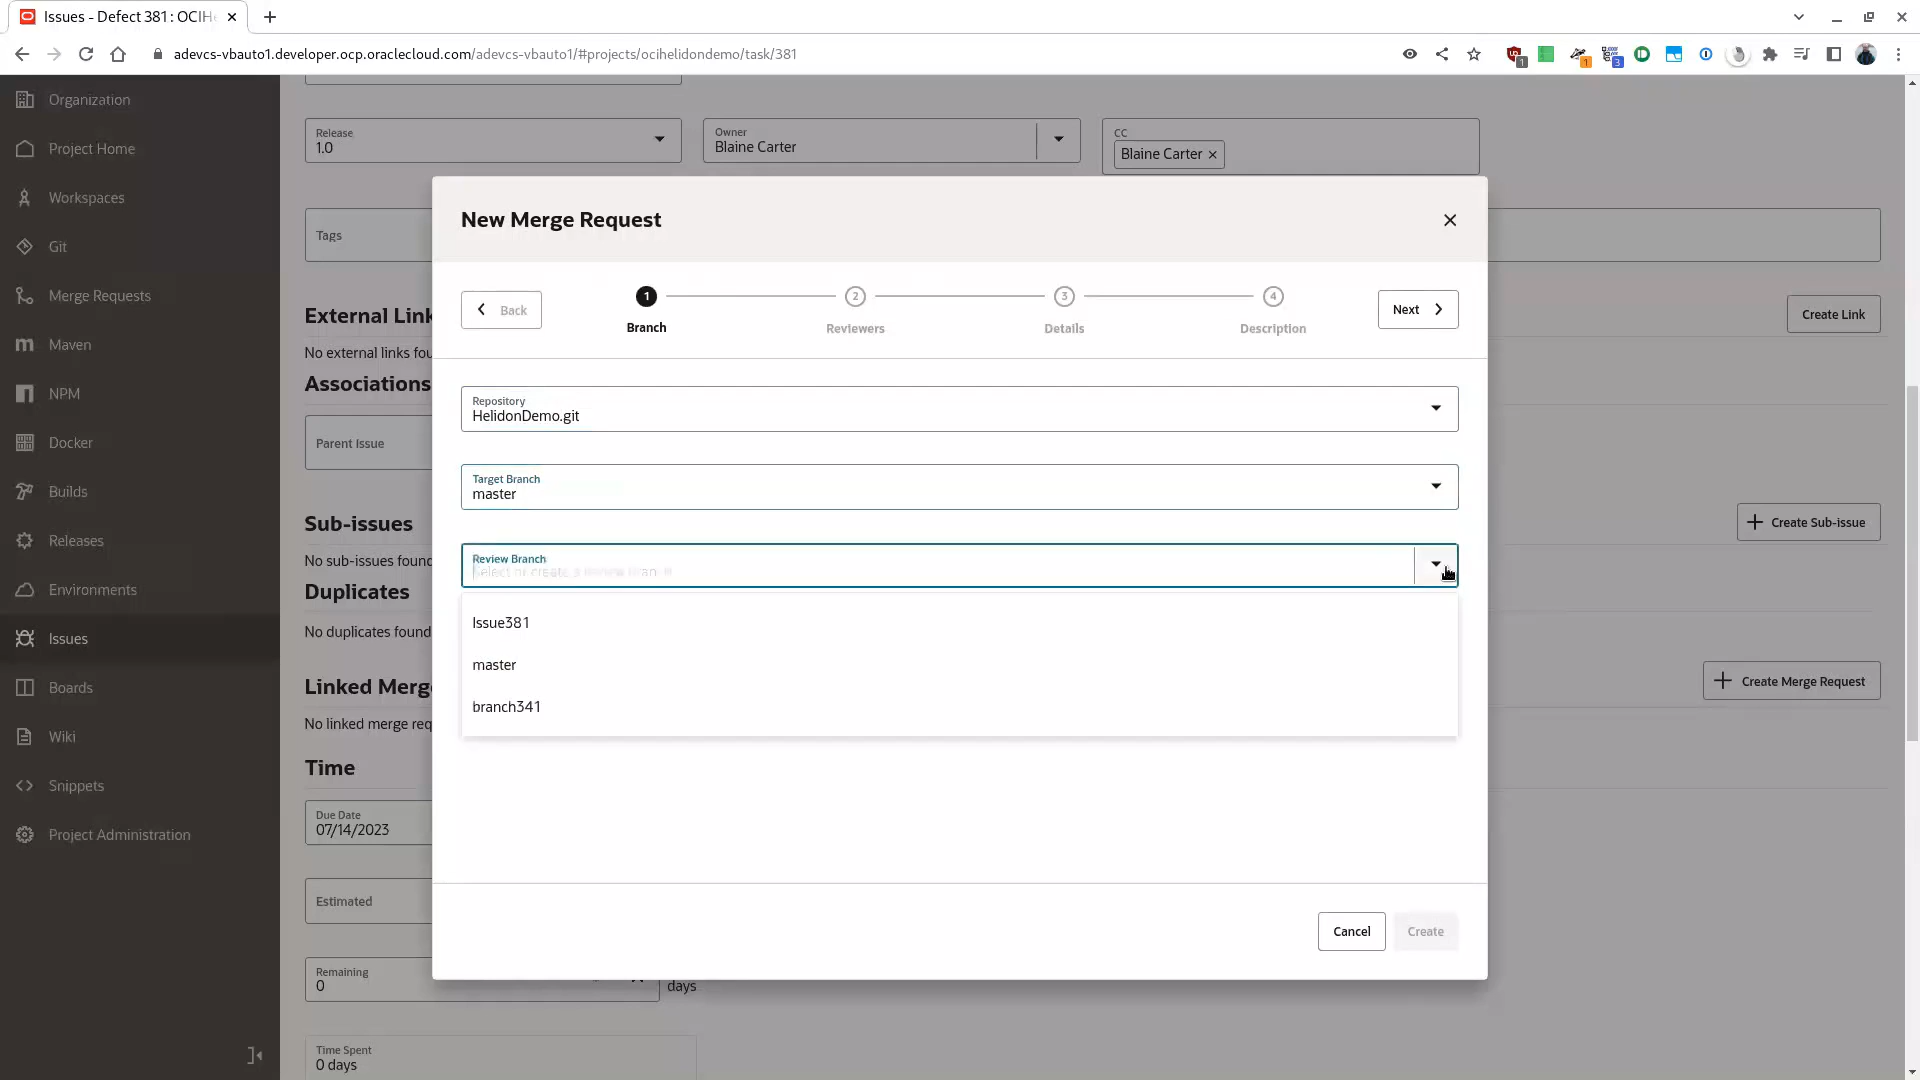 Issues - Defect 381: OCIH
adevcs-vbauto1.developer.ocp.oraclecloud.com/adevcs-vbauto1/#projects/ocihelidondemo/task/381
1
1
3
Organization
Project Home
Workspaces
Git
Merge Requests
Maven
NPM
Docker
Builds
Releases
Environments
Issues
Boards
Wiki
Snippets
Project Administration
Release
1.0
Owner
Blaine Carter
CC
Blaine Carter ×
Tags
External Link
No external links fou
Create Link
Associations
Parent Issue
Sub-issues
No sub-issues found
Create Sub-issue
Duplicates
No duplicates found
Linked Merge
No linked merge req
Create Merge Request
Time
Due Date
07/14/2023
Estimated
Remaining
0
days
Time Spent
0 days
New Merge Request
Back
1
Branch
2
Reviewers
3
Details
4
Description
Next
Repository
HelidonDemo.git
Target Branch
master
Review Branch
Select or create a review branch
Issue381
master
branch341
Cancel
Create